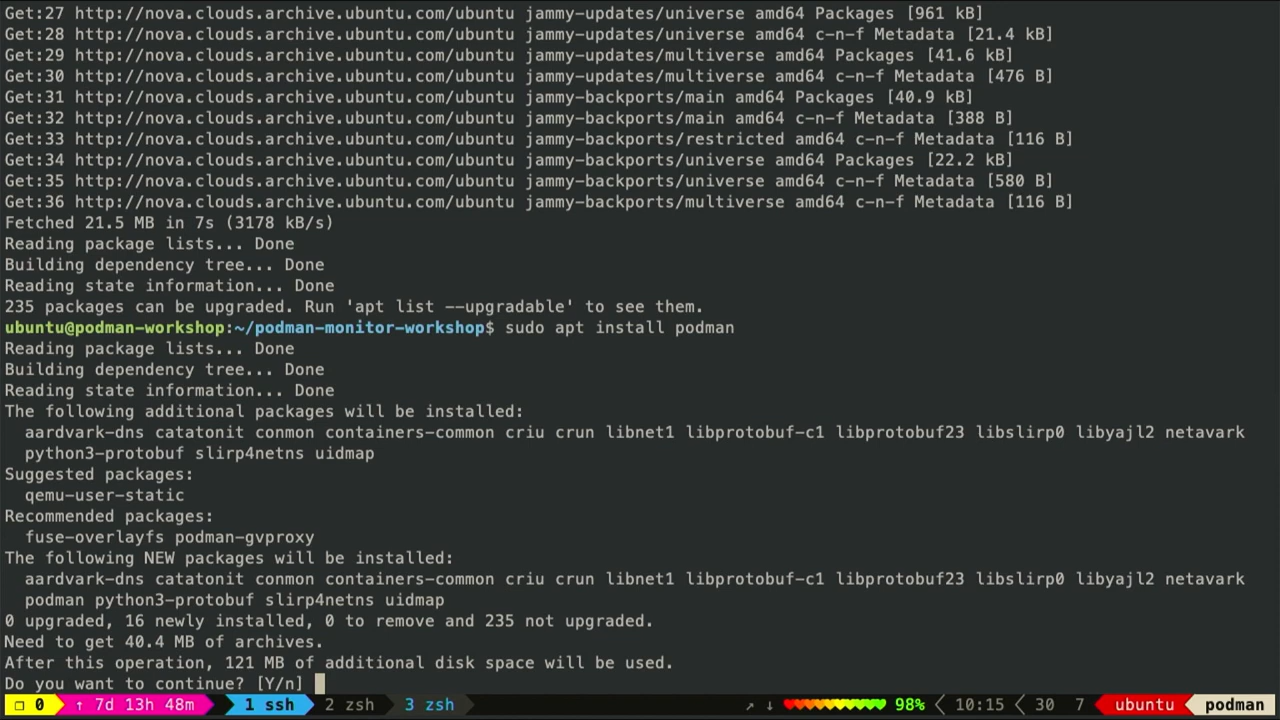 Get:27 http://nova.clouds.archive.ubuntu.com/ubuntu jammy-updates/universe amd64 Packages [961 kB]
Get:28 http://nova.clouds.archive.ubuntu.com/ubuntu jammy-updates/universe amd64 c-n-f Metadata [21.4 kB]
Get:29 http://nova.clouds.archive.ubuntu.com/ubuntu jammy-updates/multiverse amd64 Packages [41.6 kB]
Get:30 http://nova.clouds.archive.ubuntu.com/ubuntu jammy-updates/multiverse amd64 c-n-f Metadata [476 B]
Get:31 http://nova.clouds.archive.ubuntu.com/ubuntu jammy-backports/main amd64 Packages [40.9 kB]
Get:32 http://nova.clouds.archive.ubuntu.com/ubuntu jammy-backports/main amd64 c-n-f Metadata [388 B]
Get:33 http://nova.clouds.archive.ubuntu.com/ubuntu jammy-backports/restricted amd64 c-n-f Metadata [116 B]
Get:34 http://nova.clouds.archive.ubuntu.com/ubuntu jammy-backports/universe amd64 Packages [22.2 kB]
Get:35 http://nova.clouds.archive.ubuntu.com/ubuntu jammy-backports/universe amd64 c-n-f Metadata [580 B]
Get:36 http://nova.clouds.archive.ubuntu.com/ubuntu jammy-backports/multiverse amd64 c-n-f Metadata [116 B]
Fetched 21.5 MB in 7s (3178 kB/s)
Reading package lists... Done
Building dependency tree... Done
Reading state information... Done
235 packages can be upgraded. Run 'apt list --upgradable' to see them.
ubuntu@podman-workshop:~/podman-monitor-workshop$ sudo apt install podman
Reading package lists... Done
Building dependency tree... Done
Reading state information... Done
The following additional packages will be installed:
  aardvark-dns catatonit conmon containers-common criu crun libnet1 libprotobuf-c1 libprotobuf23 libslirp0 libyajl2 netavark
  python3-protobuf slirp4netns uidmap
Suggested packages:
  qemu-user-static
Recommended packages:
  fuse-overlayfs podman-gvproxy
The following NEW packages will be installed:
  aardvark-dns catatonit conmon containers-common criu crun libnet1 libprotobuf-c1 libprotobuf23 libslirp0 libyajl2 netavark
  podman python3-protobuf slirp4netns uidmap
0 upgraded, 16 newly installed, 0 to remove and 235 not upgraded.
Need to get 40.4 MB of archives.
After this operation, 121 MB of additional disk space will be used.
Do you want to continue? [Y/n]
❐ 0 ↑ 7d 13h 48m 1 ssh 2 zsh 3 zsh ↗ ↓ ♥♥♥♥♥♥♥♥♥♥ 98% 10:15 30 7 ubuntu podman